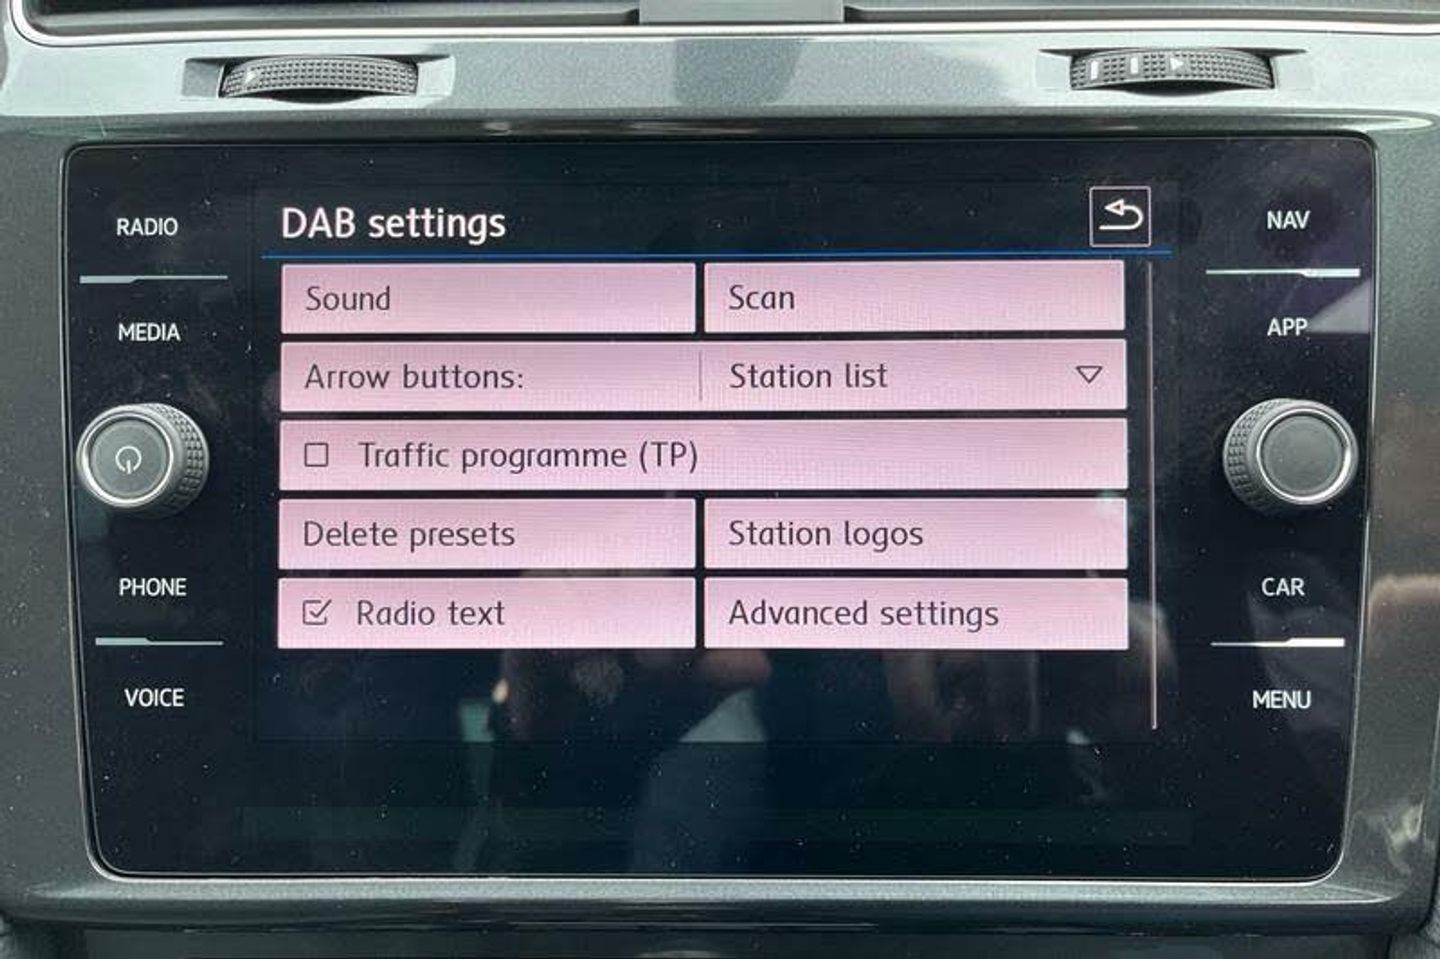 RADIO
MEDIA
PHONE
VOICE
DAB settings
Sound
Scan
Arrow buttons:
Station list
Traffic programme (TP)
Delete presets
Station logos
Radio text
Advanced settings
NAV
APP
CAR
MENU